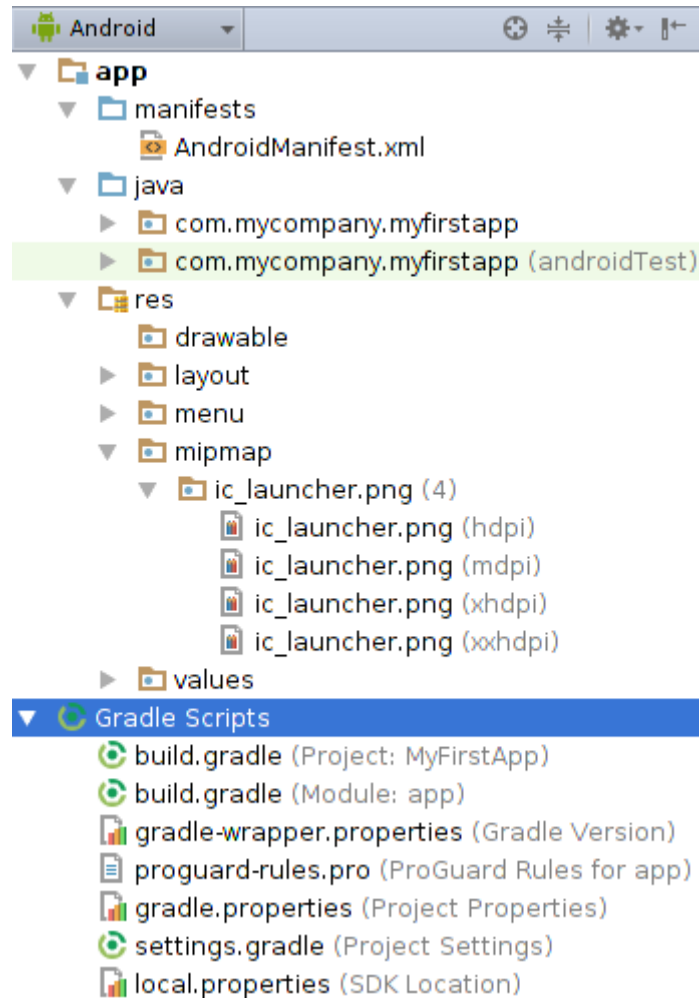 Android
app
manifests
AndroidManifest.xml
java
com.mycompany.myfirstapp
com.mycompany.myfirstapp (androidTest)
res
drawable
layout
menu
mipmap
ic_launcher.png (4)
ic_launcher.png (hdpi)
ic_launcher.png (mdpi)
ic_launcher.png (xhdpi)
ic_launcher.png (xxhdpi)
values
Gradle Scripts
build.gradle (Project: MyFirstApp)
build.gradle (Module: app)
gradle-wrapper.properties (Gradle Version)
proguard-rules.pro (ProGuard Rules for app)
gradle.properties (Project Properties)
settings.gradle (Project Settings)
local.properties (SDK Location)